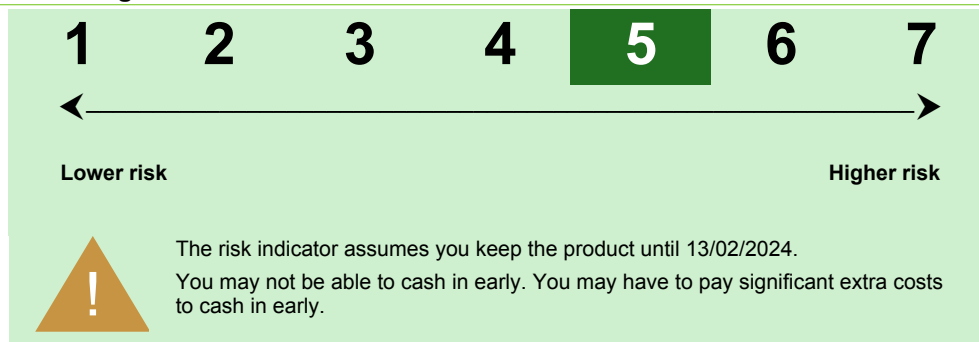 1 2 3 4 5 6 7
Lower risk Higher risk
!
The risk indicator assumes you keep the product until 13/02/2024.
You may not be able to cash in early. You may have to pay significant extra costs
to cash in early.